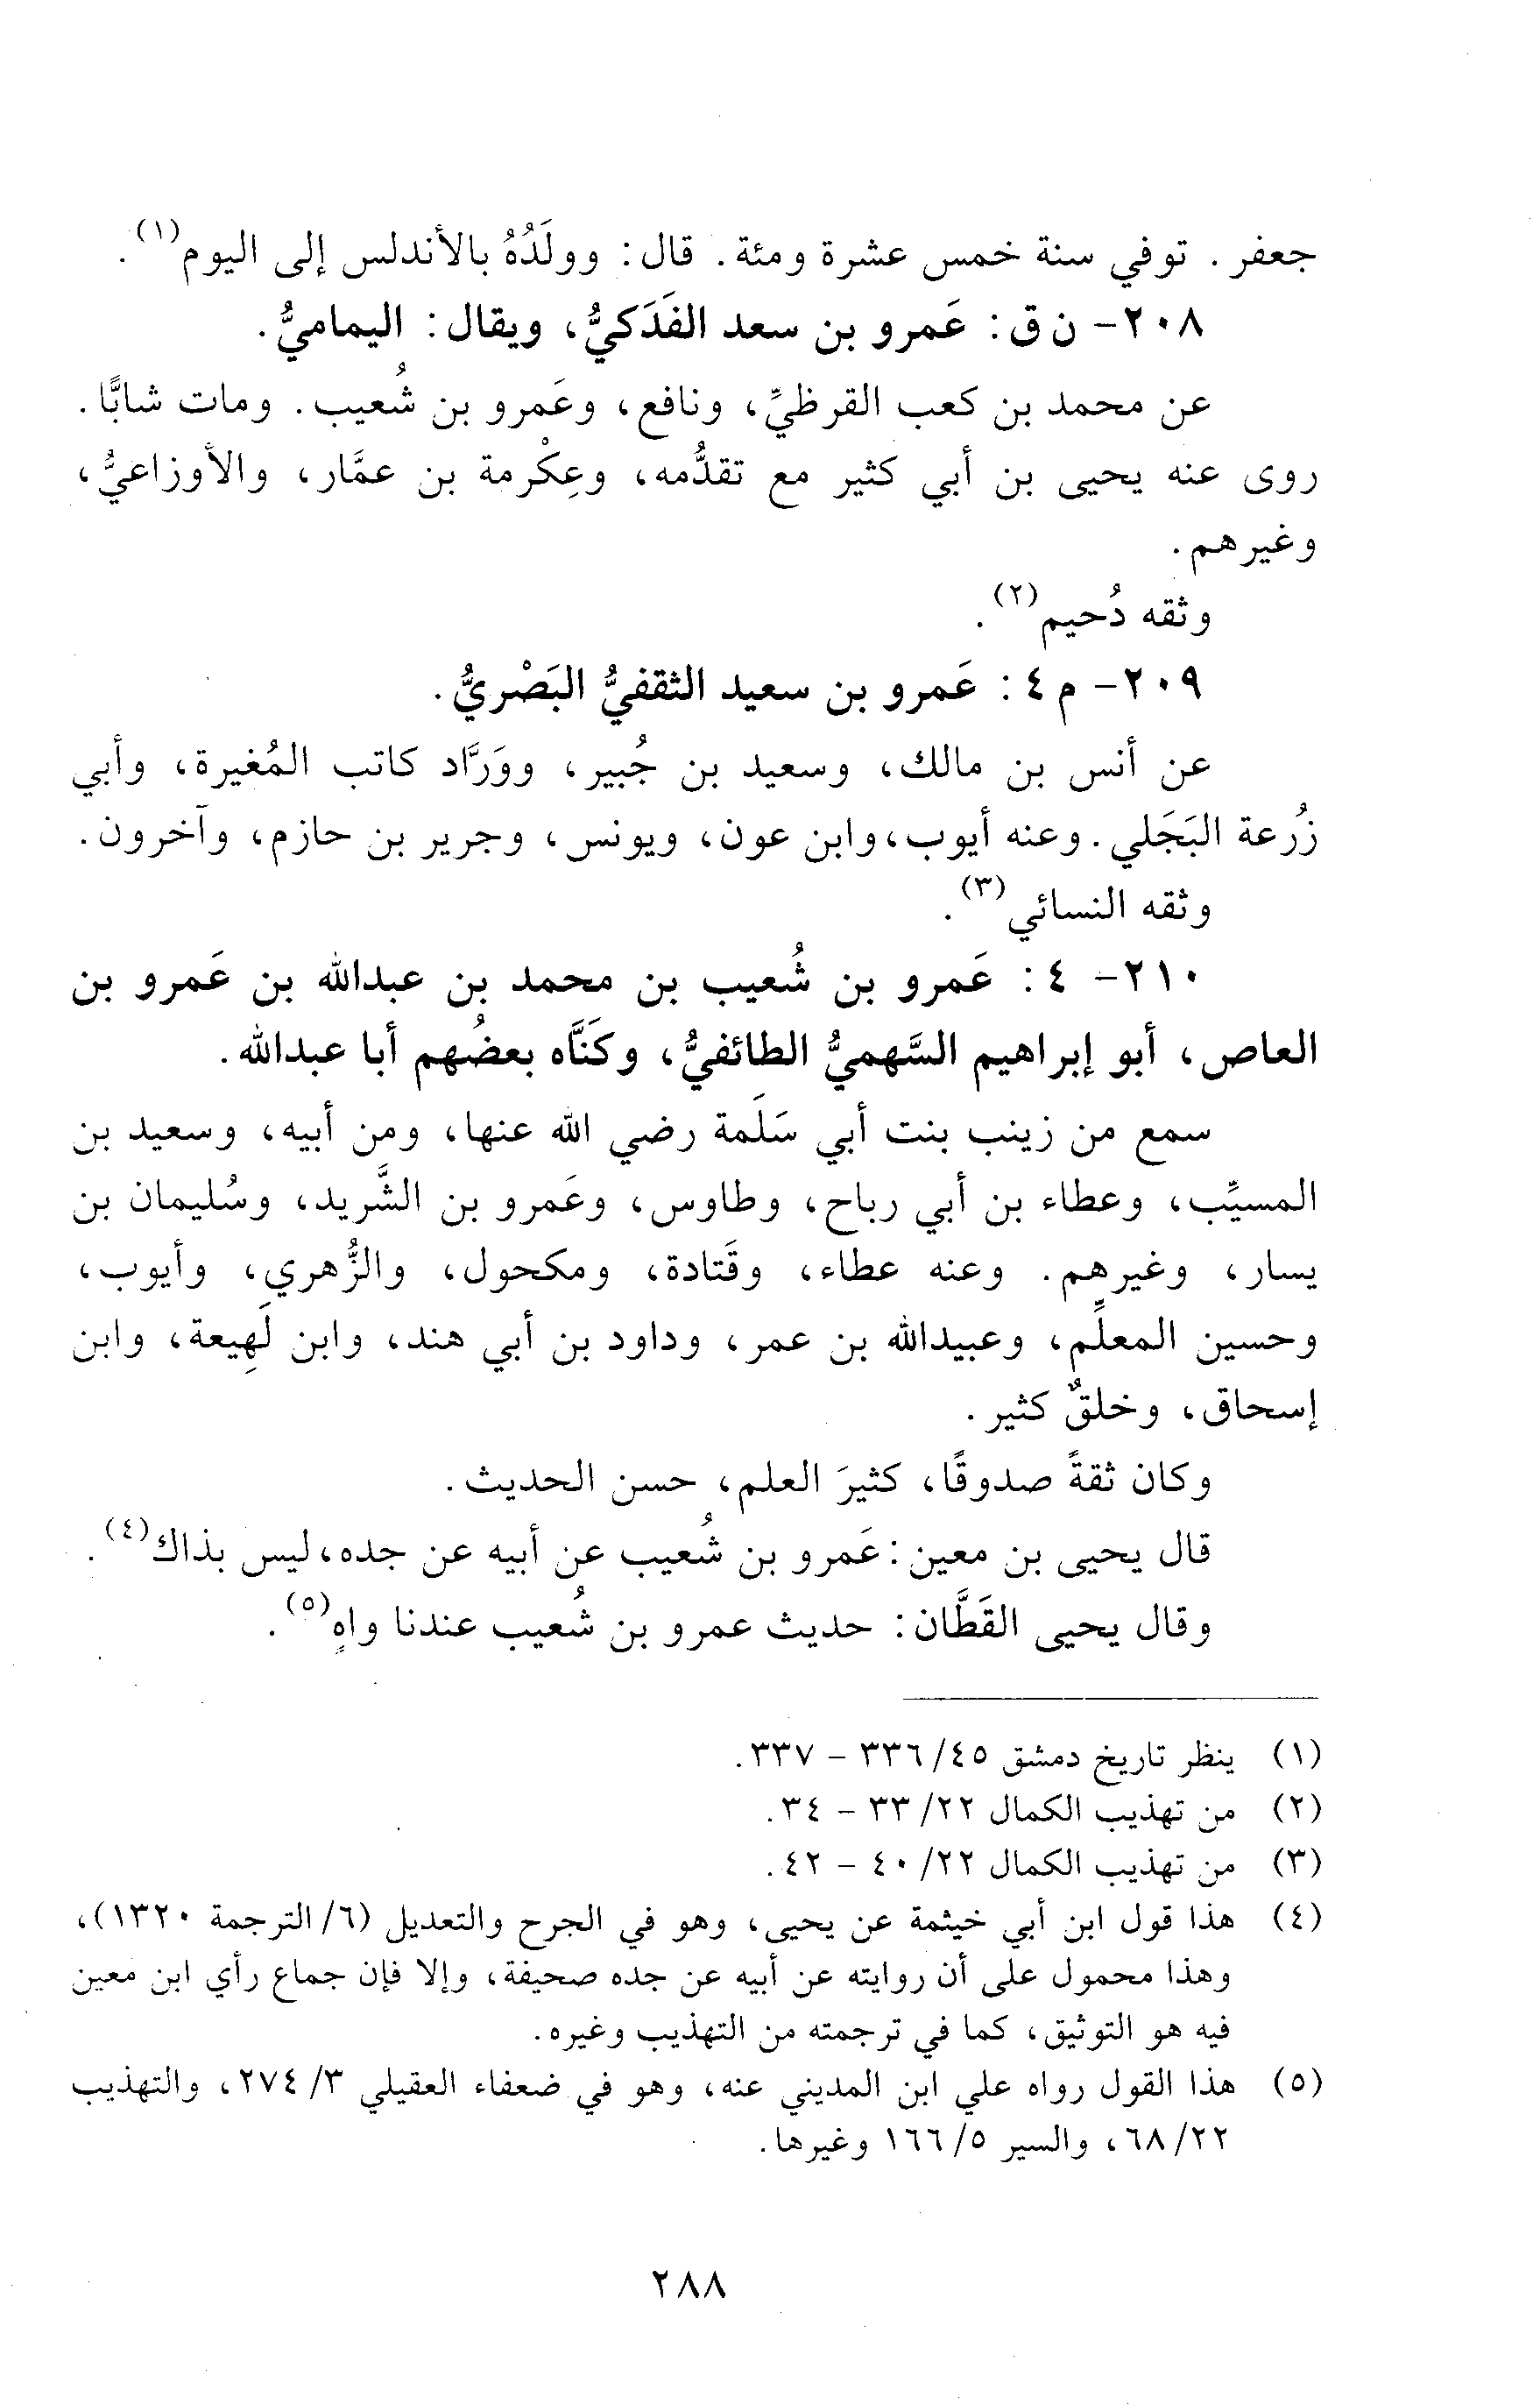 جعفر. توفي سنة خمس عشرة ومئة. قال: وولَدُهُ بالأندلس إلى اليوم(١).
٢٠٨- ن ق: عَمرو بن سعد الفَدَكيُّ، ويقال: اليماميُّ.
عن محمد بن كعب القرظيِّ، ونافع، وعَمرو بن شُعيب. ومات شابًّا.
روى عنه يحيى بن أبي كثير مع تقدُّمه، وعِكْرمة بن عمَّار، والأوزاعيُّ،
وغيرهم.
وثقه دُحيم(٢).
٢٠٩- م ٤: عَمرو بن سعيد الثقفيُّ البَصْريُّ.
عن أنس بن مالك، وسعيد بن جُبير، ووَرَّاد كاتب المُغيرة، وأبي
زُرعة البَجَلي. وعنه أيوب، وابن عون، ويونس، وجرير بن حازم، وآخرون.
وثقه النسائي(٣).
٢١٠- ٤: عَمرو بن شُعيب بن محمد بن عبدالله بن عَمرو بن
العاص، أبو إبراهيم السَّهميُّ الطائفيُّ، وكَنَّاه بعضُهم أبا عبدالله.
سمع من زينب بنت أبي سَلَمة رضي الله عنها، ومن أبيه، وسعيد بن
المسيِّب، وعطاء بن أبي رباح، وطاوس، وعَمرو بن الشَّريد، وسُليمان بن
يسار، وغيرهم. وعنه عطاء، وقَتادة، ومكحول، والزُّهري، وأيوب،
وحسين المعلِّم، وعبيدالله بن عمر، وداود بن أبي هند، وابن لَهِيعة، وابن
إسحاق، وخلقٌ كثير.
وكان ثقةً صدوقًا، كثيرَ العلم، حسن الحديث.
قال يحيى بن معين: عَمرو بن شُعيب عن أبيه عن جده، ليس بذاك(٤).
وقال يحيى القَطَّان: حديث عمرو بن شُعيب عندنا واهٍ(٥).
(١) ينظر تاريخ دمشق ٤٥/ ٣٣٦ - ٣٣٧.
(٢) من تهذيب الكمال ٢٢/ ٣٣ - ٣٤.
(٣) من تهذيب الكمال ٢٢/ ٤٠ - ٤٢.
(٤) هذا قول ابن أبي خيثمة عن يحيى، وهو في الجرح والتعديل (٦/ الترجمة ١٣٢٠)،
وهذا محمول على أن روايته عن أبيه عن جده صحيفة، وإلا فإن جماع رأي ابن معين
فيه هو التوثيق، كما في ترجمته من التهذيب وغيره.
(٥) هذا القول رواه علي ابن المديني عنه، وهو في ضعفاء العقيلي ٣/ ٢٧٤، والتهذيب
٢٢/ ٦٨، والسير ٥/ ١٦٦ وغيرها.
٢٨٨